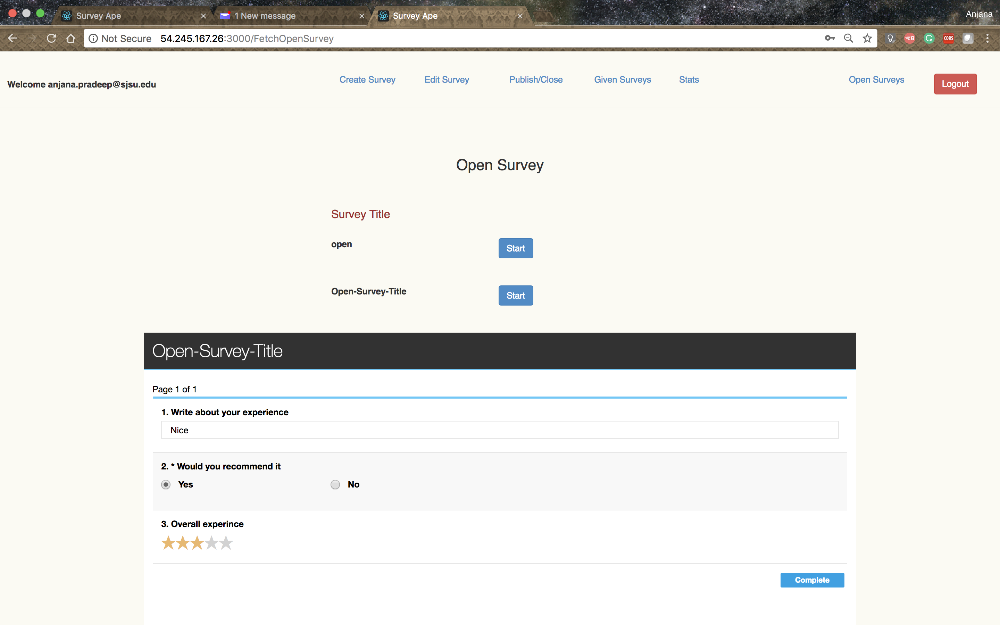 Survey Ape
1 New message
Survey Ape
Anjana
Not Secure 54.245.167.26:3000/FetchOpenSurvey
B
G
CORS
Welcome anjana.pradeep@sjsu.edu
Create Survey
Edit Survey
Publish/Close
Given Surveys
Stats
Open Surveys
Logout
Open Survey
Survey Title
open
Start
Open-Survey-Title
Start
Open-Survey-Title
Page 1 of 1
1. Write about your experience
Nice
2. * Would you recommend it
Yes
No
3. Overall experince
Complete